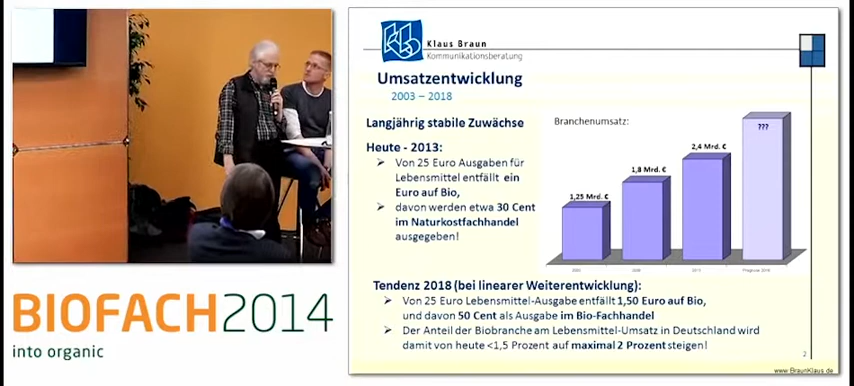 Klaus Braun
Kommunikationsberatung
Umsatzentwicklung
2003 – 2018
Langjährig stabile Zuwächse
Heute - 2013:
Von 25 Euro Ausgaben für
Lebensmittel entfällt ein
Euro auf Bio,
davon werden etwa 30 Cent
im Naturkostfachhandel
ausgegeben!
Branchenumsatz:
1,25 Mrd. €
1,8 Mrd. €
2,4 Mrd. €
???
Tendenz 2018 (bei linearer Weiterentwicklung):
Von 25 Euro Lebensmittel-Ausgabe entfällt 1,50 Euro auf Bio,
und davon 50 Cent als Ausgabe im Bio-Fachhandel
Der Anteil der Biobranche am Lebensmittel-Umsatz in Deutschland wird
damit von heute <1,5 Prozent auf maximal 2 Prozent steigen!
2
www.BraunKlaus.de
BIOFACH2014
into organic